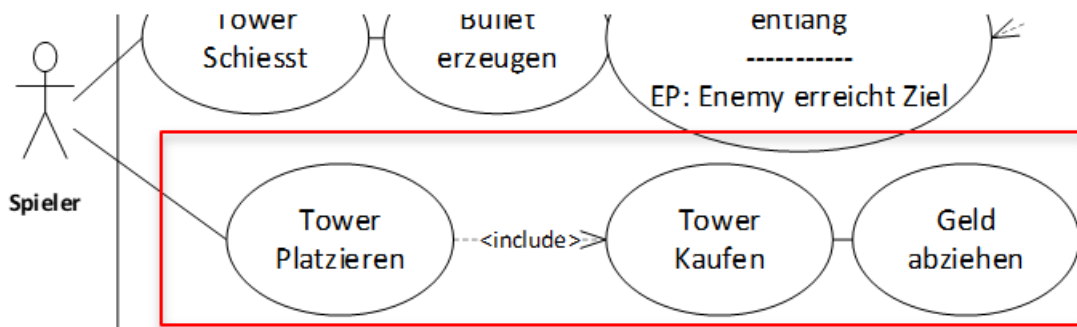 Tower
Schiesst
Bullet
erzeugen
entlang
-----------
EP: Enemy erreicht Ziel
Spieler
Tower
Platzieren
<include>
Tower
Kaufen
Geld
abziehen